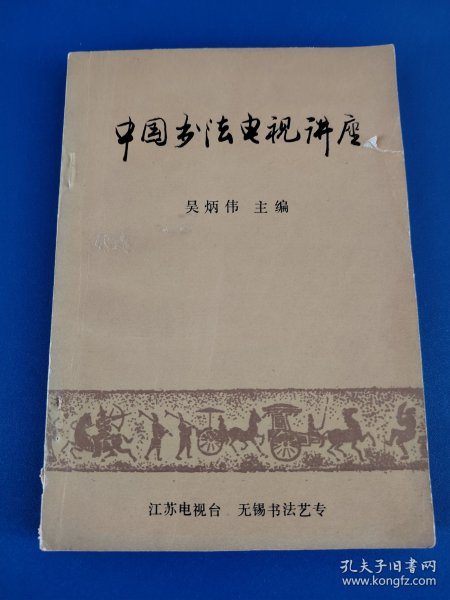 中国书法电视讲座
吴炳伟 主编
江苏电视台 无锡书法艺专
孔夫子旧书网
www.kongfz.com